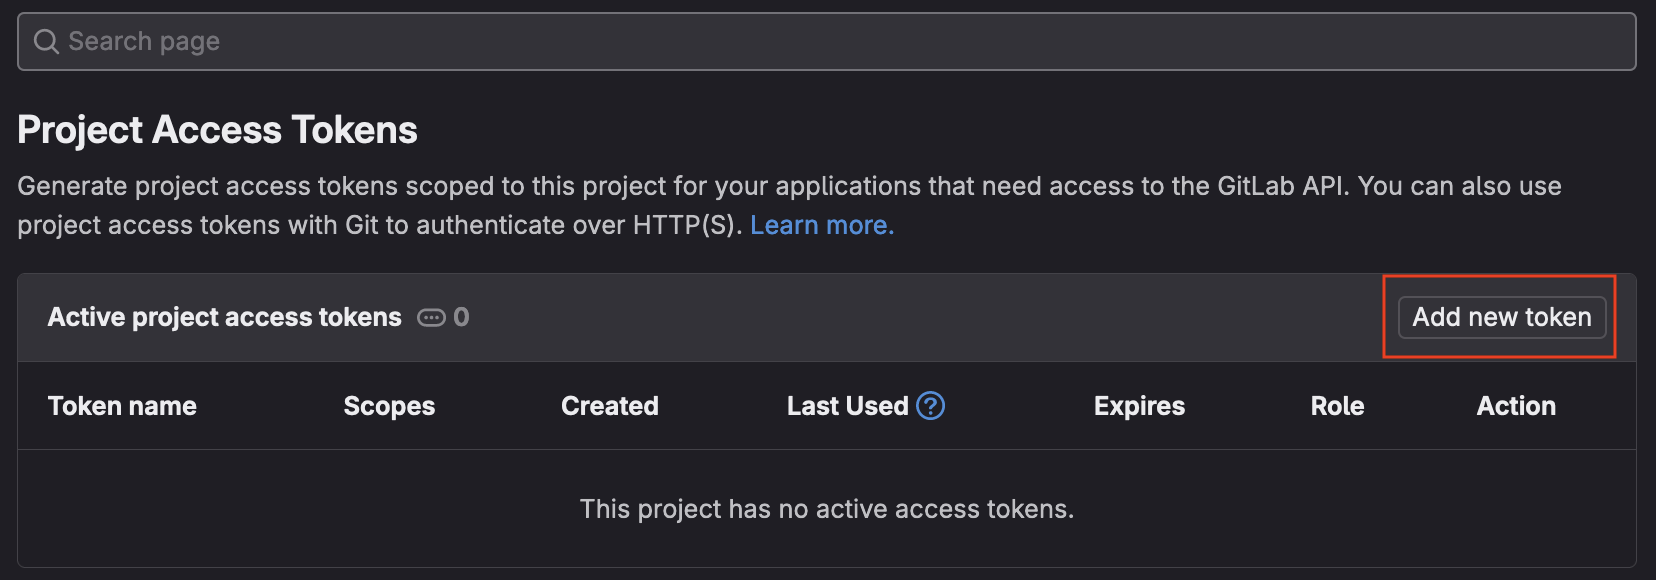 Search page
Project Access Tokens
Generate project access tokens scoped to this project for your applications that need access to the GitLab API. You can also use
project access tokens with Git to authenticate over HTTP(S). Learn more.
Active project access tokens 0 Add new token
Token name Scopes Created Last Used ? Expires Role Action
This project has no active access tokens.